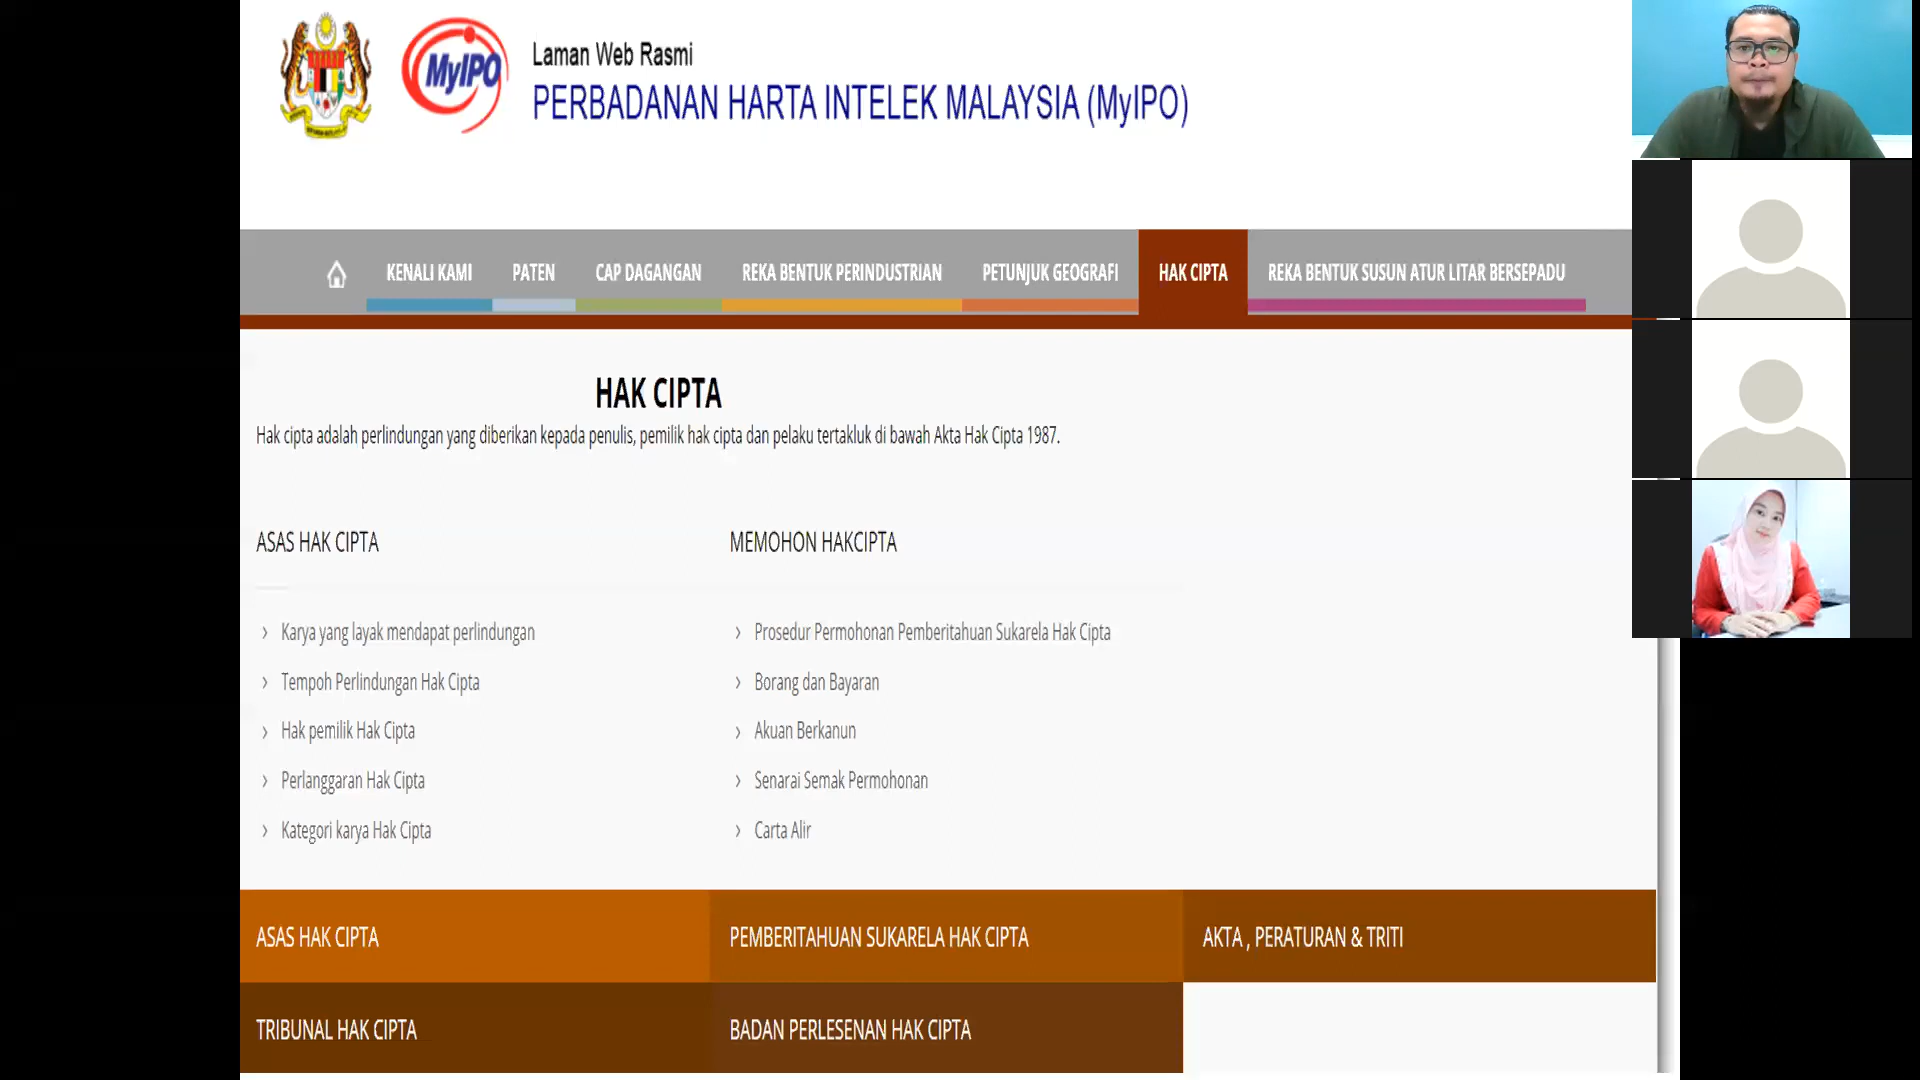 MyIPO
Laman Web Rasmi
PERBADANAN HARTA INTELEK MALAYSIA (MyIPO)
KENALI KAMI PATEN CAP DAGANGAN REKA BENTUK PERINDUSTRIAN PETUNJUK GEOGRAFI HAK CIPTA REKA BENTUK SUSUN ATUR LITAR BERSEPADU
HAK CIPTA
Hak cipta adalah perlindungan yang diberikan kepada penulis, pemilik hak cipta dan pelaku tertakluk di bawah Akta Hak Cipta 1987.
ASAS HAK CIPTA
Karya yang layak mendapat perlindungan
Tempoh Perlindungan Hak Cipta
Hak pemilik Hak Cipta
Perlanggaran Hak Cipta
Kategori karya Hak Cipta
MEMOHON HAKCIPTA
Prosedur Permohonan Pemberitahuan Sukarela Hak Cipta
Borang dan Bayaran
Akuan Berkanun
Senarai Semak Permohonan
Carta Alir
ASAS HAK CIPTA
PEMBERITAHUAN SUKARELA HAK CIPTA
AKTA , PERATURAN & TRITI
TRIBUNAL HAK CIPTA
BADAN PERLESENAN HAK CIPTA